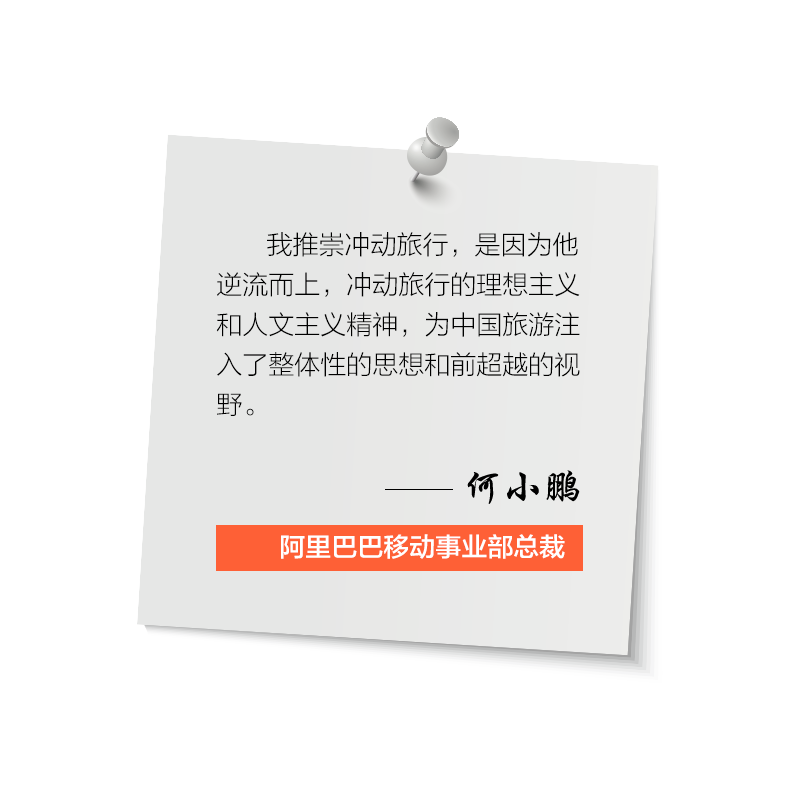 我推崇冲动旅行，是因为他
逆流而上，冲动旅行的理想主义
和人文主义精神，为中国旅游注
入了整体性的思想和前超越的视
野。
—— 何小鹏
阿里巴巴移动事业部总裁